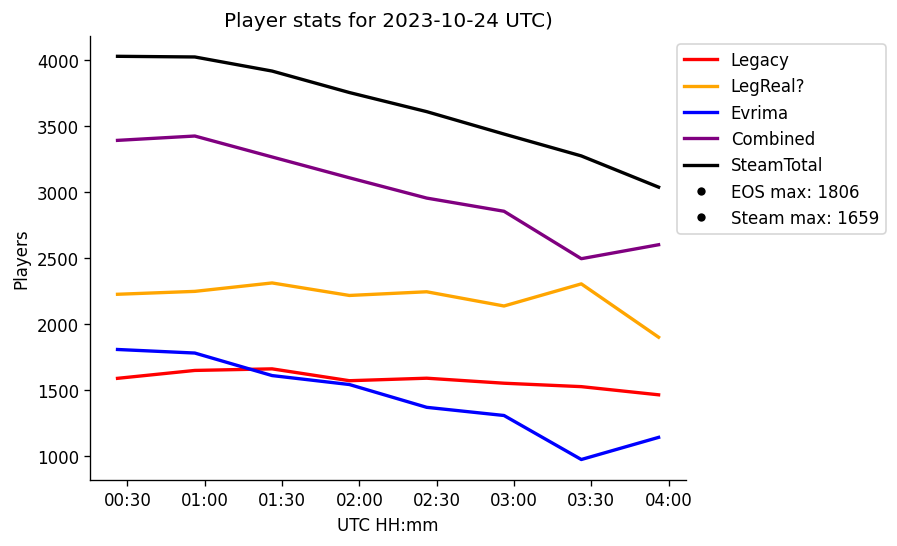 Player stats for 2023-10-24 UTC)
Legacy
LegReal?
Evrima
Combined
SteamTotal
EOS max: 1806
Steam max: 1659
Players
4000
3500
3000
2500
2000
1500
1000
00:30 01:00 01:30 02:00 02:30 03:00 03:30 04:00
UTC HH:mm